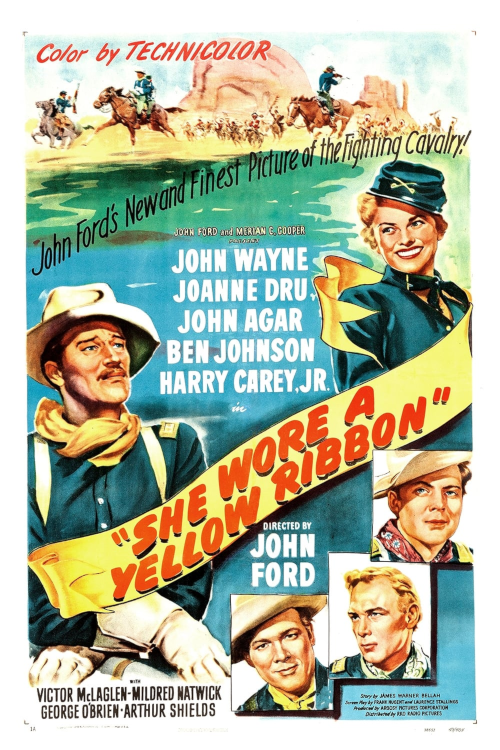 Color by TECHNICOLOR
John Ford's New and Finest Picture of the Fighting Cavalry!
JOHN FORD and MERIAN C. COOPER
JOHN WAYNE
JOANNE DRU,
JOHN AGAR
BEN JOHNSON
HARRY CAREY, JR.
in
"SHE WORE A
YELLOW RIBBON"
DIRECTED BY
JOHN
FORD
WITH
VICTOR McLAGLEN-MILDRED NATWICK
GEORGE O'BRIEN-ARTHUR SHIELDS
Story by JAMES WARNER BELLAH
Screen Play by FRANK NUGENT and LAURENCE STALLINGS
Produced by ARGOSY PICTURES CORPORATION
Distributed by RKO RADIO PICTURES